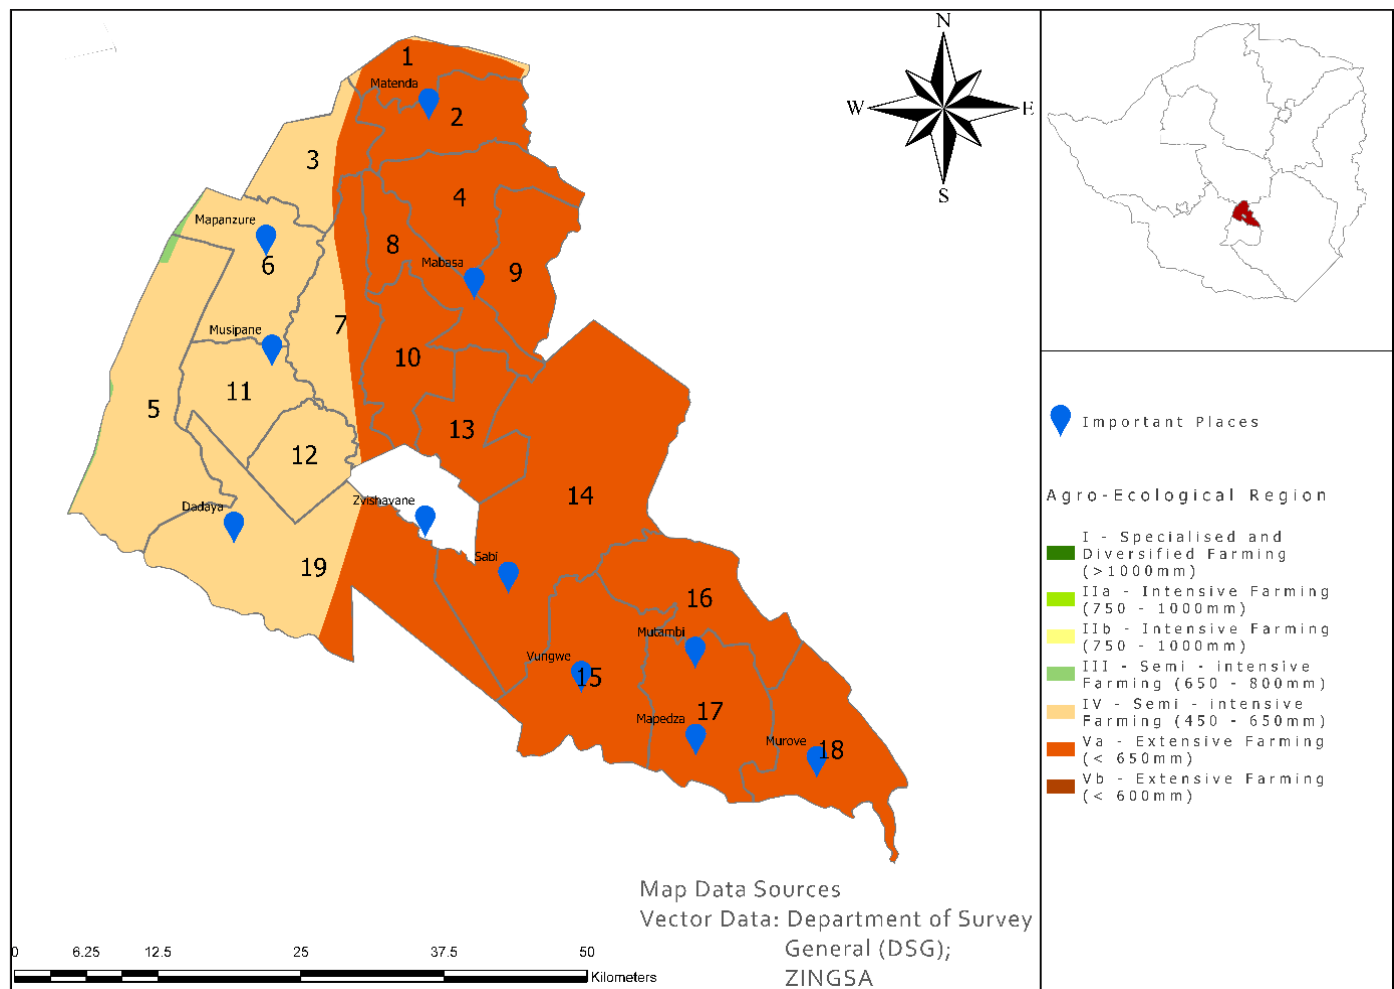 N
W
E
S
1
Matenda
2
3
4
Mapanzure
6
8
Mabasa
9
Musipane
7
10
5
11
13
12
14
Zvishavane
Dadaya
Sabi
19
16
Mutambi
Vungwe
15
17
Mapedza
Murove
18
Map Data Sources
Vector Data: Department of Survey
General (DSG);
ZINGSA
0 6.25 12.5 25 37.5 50
Kilometers
Important Places
Agro-Ecological Region
I - Specialised and
Diversified Farming
(>1000mm)
IIa - Intensive Farming
(750 - 1000mm)
IIb - Intensive Farming
(750 - 1000mm)
III - Semi - intensive
Farming (650 - 800mm)
IV - Semi - intensive
Farming (450 - 650mm)
Va - Extensive Farming
(< 650mm)
Vb - Extensive Farming
(< 600mm)